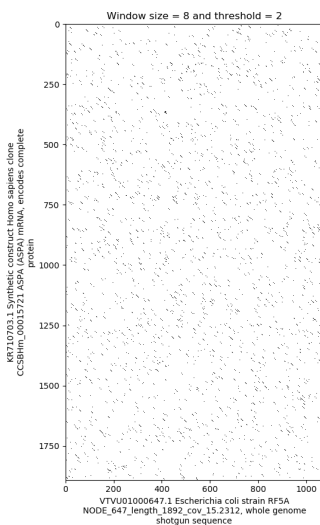 Window size = 8 and threshold = 2
0
250
500
750
1000
1250
1500
1750
KR710703.1 Synthetic construct Homo sapiens clone
CCSBHm_00015721 ASPA (ASPA) mRNA, encodes complete
protein
0 200 400 600 800 1000
VTVU01000647.1 Escherichia coli strain RF5A
NODE_647_length_1892_cov_15.2312, whole genome
shotgun sequence